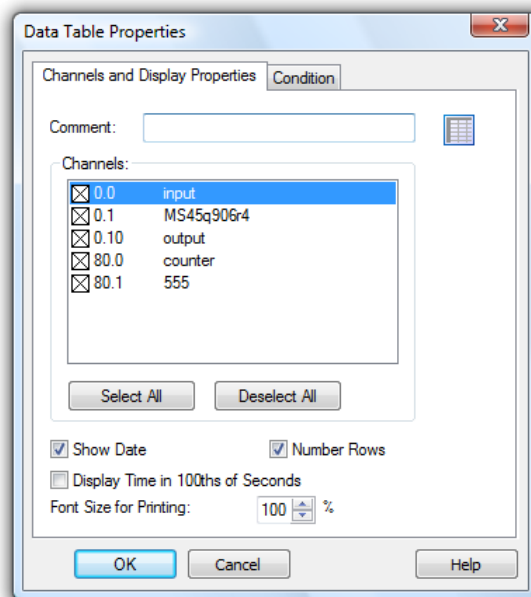 Data Table Properties
Channels and Display Properties
Condition
Comment:
Channels:
0.0 input
0.1 MS45q906r4
0.10 output
80.0 counter
80.1 555
Select All
Deselect All
Show Date
Number Rows
Display Time in 100ths of Seconds
Font Size for Printing: 100 %
OK
Cancel
Help